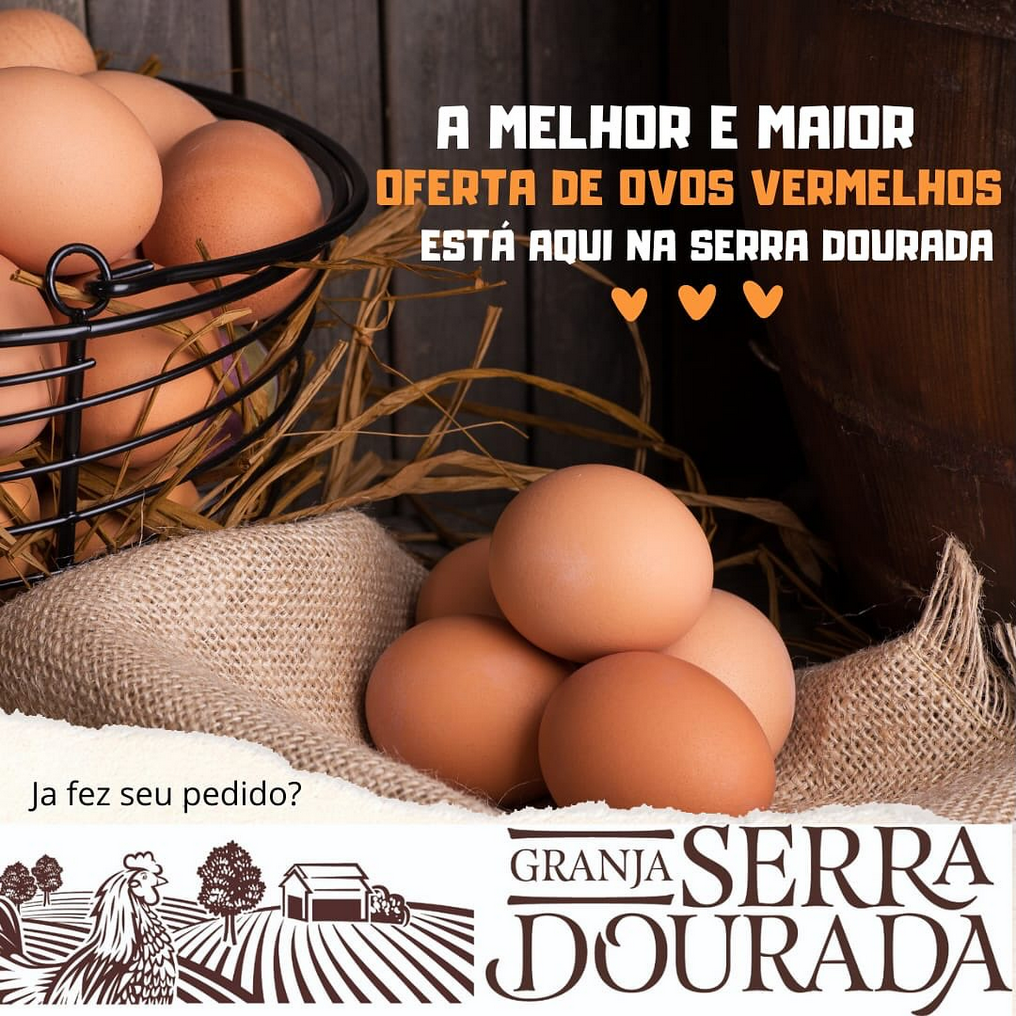 A MELHOR E MAIOR
OFERTA DE OVOS VERMELHOS
ESTÁ AQUI NA SERRA DOURADA
Ja fez seu pedido?
GRANJA SERRA
DOURADA